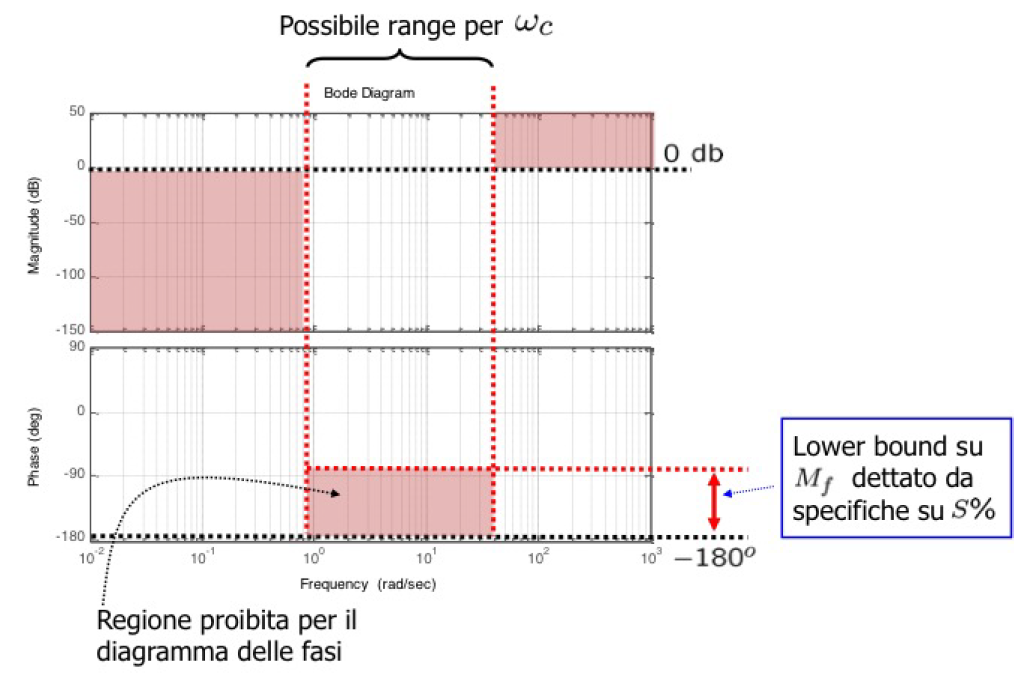 Possibile range per ω_c
Bode Diagram
50
0
-50
-100
-150
Magnitude (dB)
0 db
90
0
-90
-180
Phase (deg)
10^-2
10^-1
10^0
10^1
10^2
10^3
Frequency (rad/sec)
−180°
Lower bound su
M_f dettato da
specifiche su S%
Regione proibita per il
diagramma delle fasi